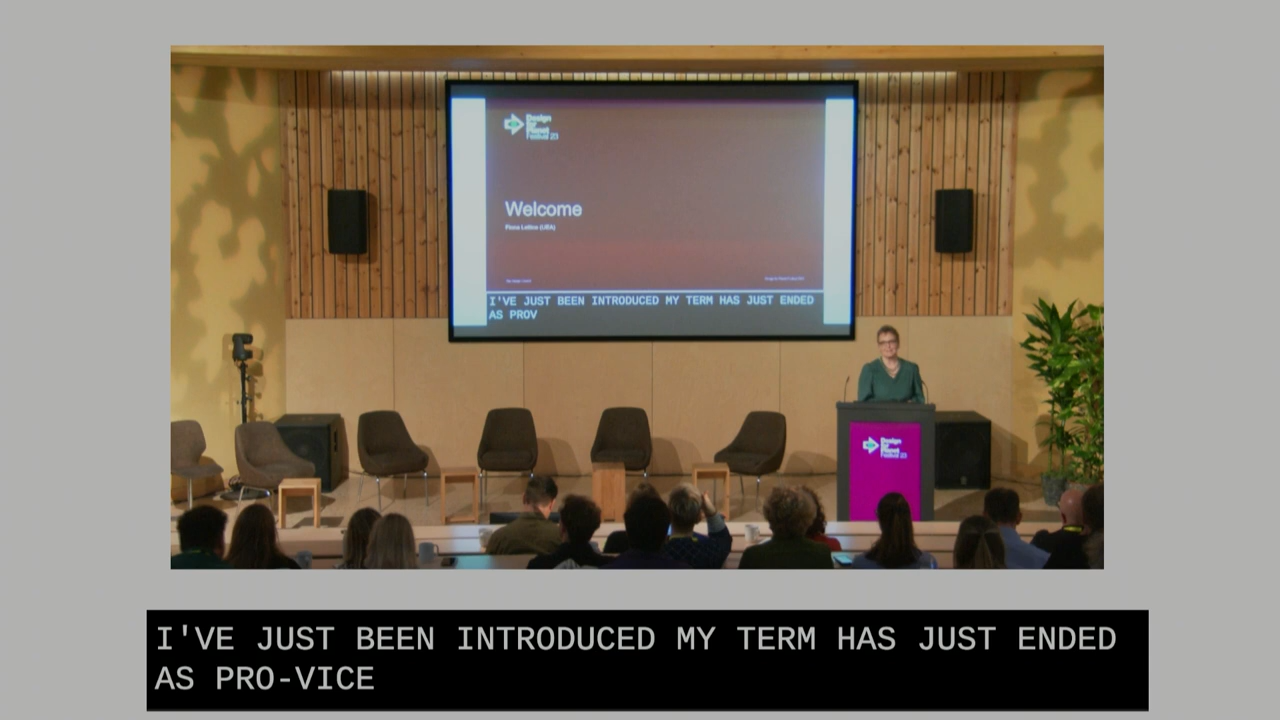 Design
for
Planet
Festival 23
Welcome
I'VE JUST BEEN INTRODUCED MY TERM HAS JUST ENDED
AS PROV
Design
for
Planet
Festival 23
I'VE JUST BEEN INTRODUCED MY TERM HAS JUST ENDED
AS PRO-VICE